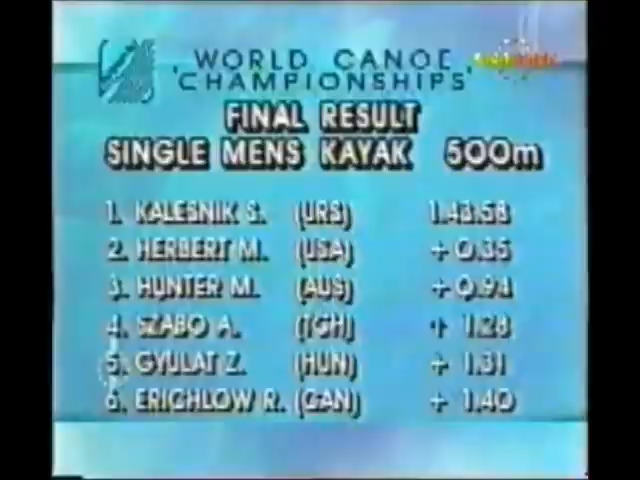 WORLD CANOE
CHAMPIONSHIPS
FINAL RESULT
SINGLE MENS KAYAK 500m
1. KALESNIK S. (URS) 1.43.58
2. HERBERT M. (USA) + 0.35
3. HUNTER M. (AUS) + 0.94
4. SZABO A. (TCH) + 1.28
5. GYULAT Z. (HUN) + 1.31
6. ERICHLOW R. (CAN) + 1.40